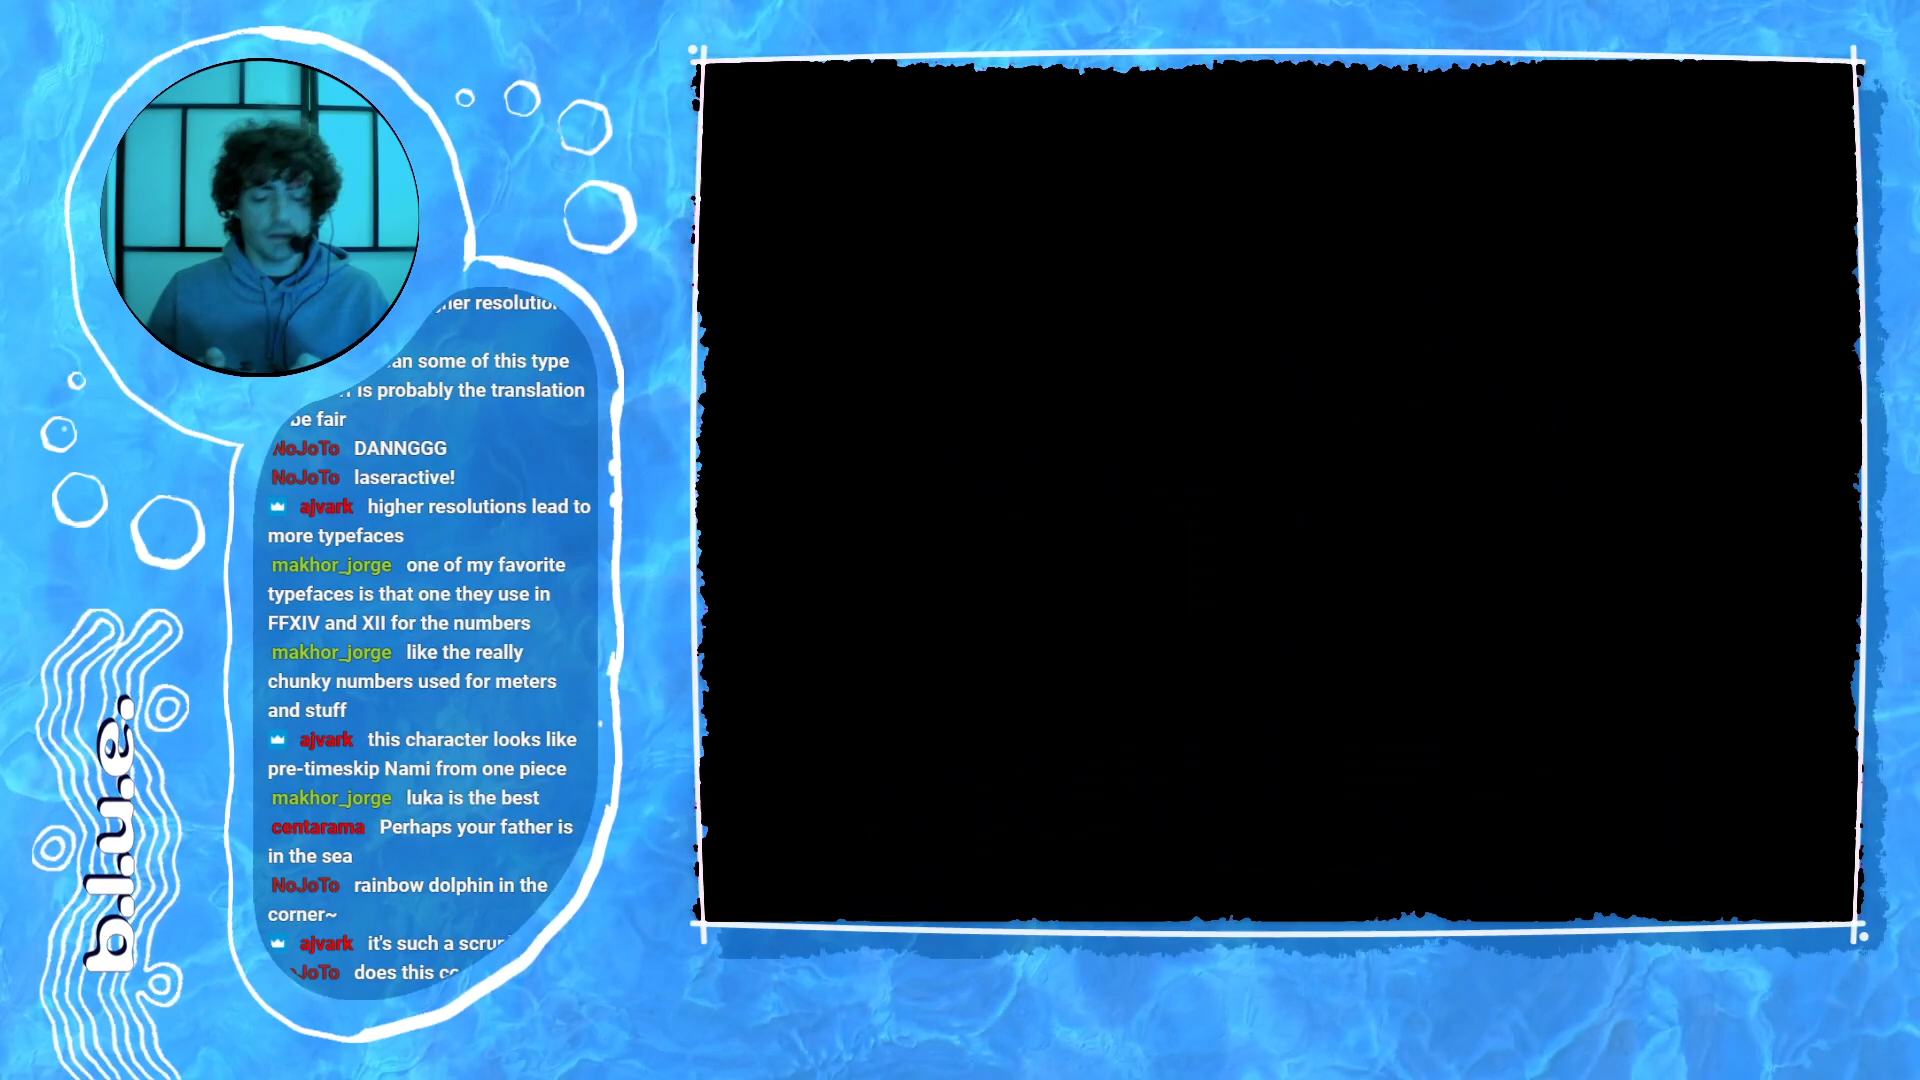 resolution
some of this type
is probably the translation
be fair
NoJoTo DANNGGG
NoJoTo laseractive!
ajvark higher resolutions lead to
more typefaces
makhor_jorge one of my favorite
typefaces is that one they use in
FFXIV and XII for the numbers
makhor_jorge like the really
chunky numbers used for meters
and stuff
ajvark this character looks like
pre-timeskip Nami from one piece
makhor_jorge luka is the best
centarama Perhaps your father is
in the sea
NoJoTo rainbow dolphin in the
corner~
ajvark it's such a
does this
b.l.u.e.